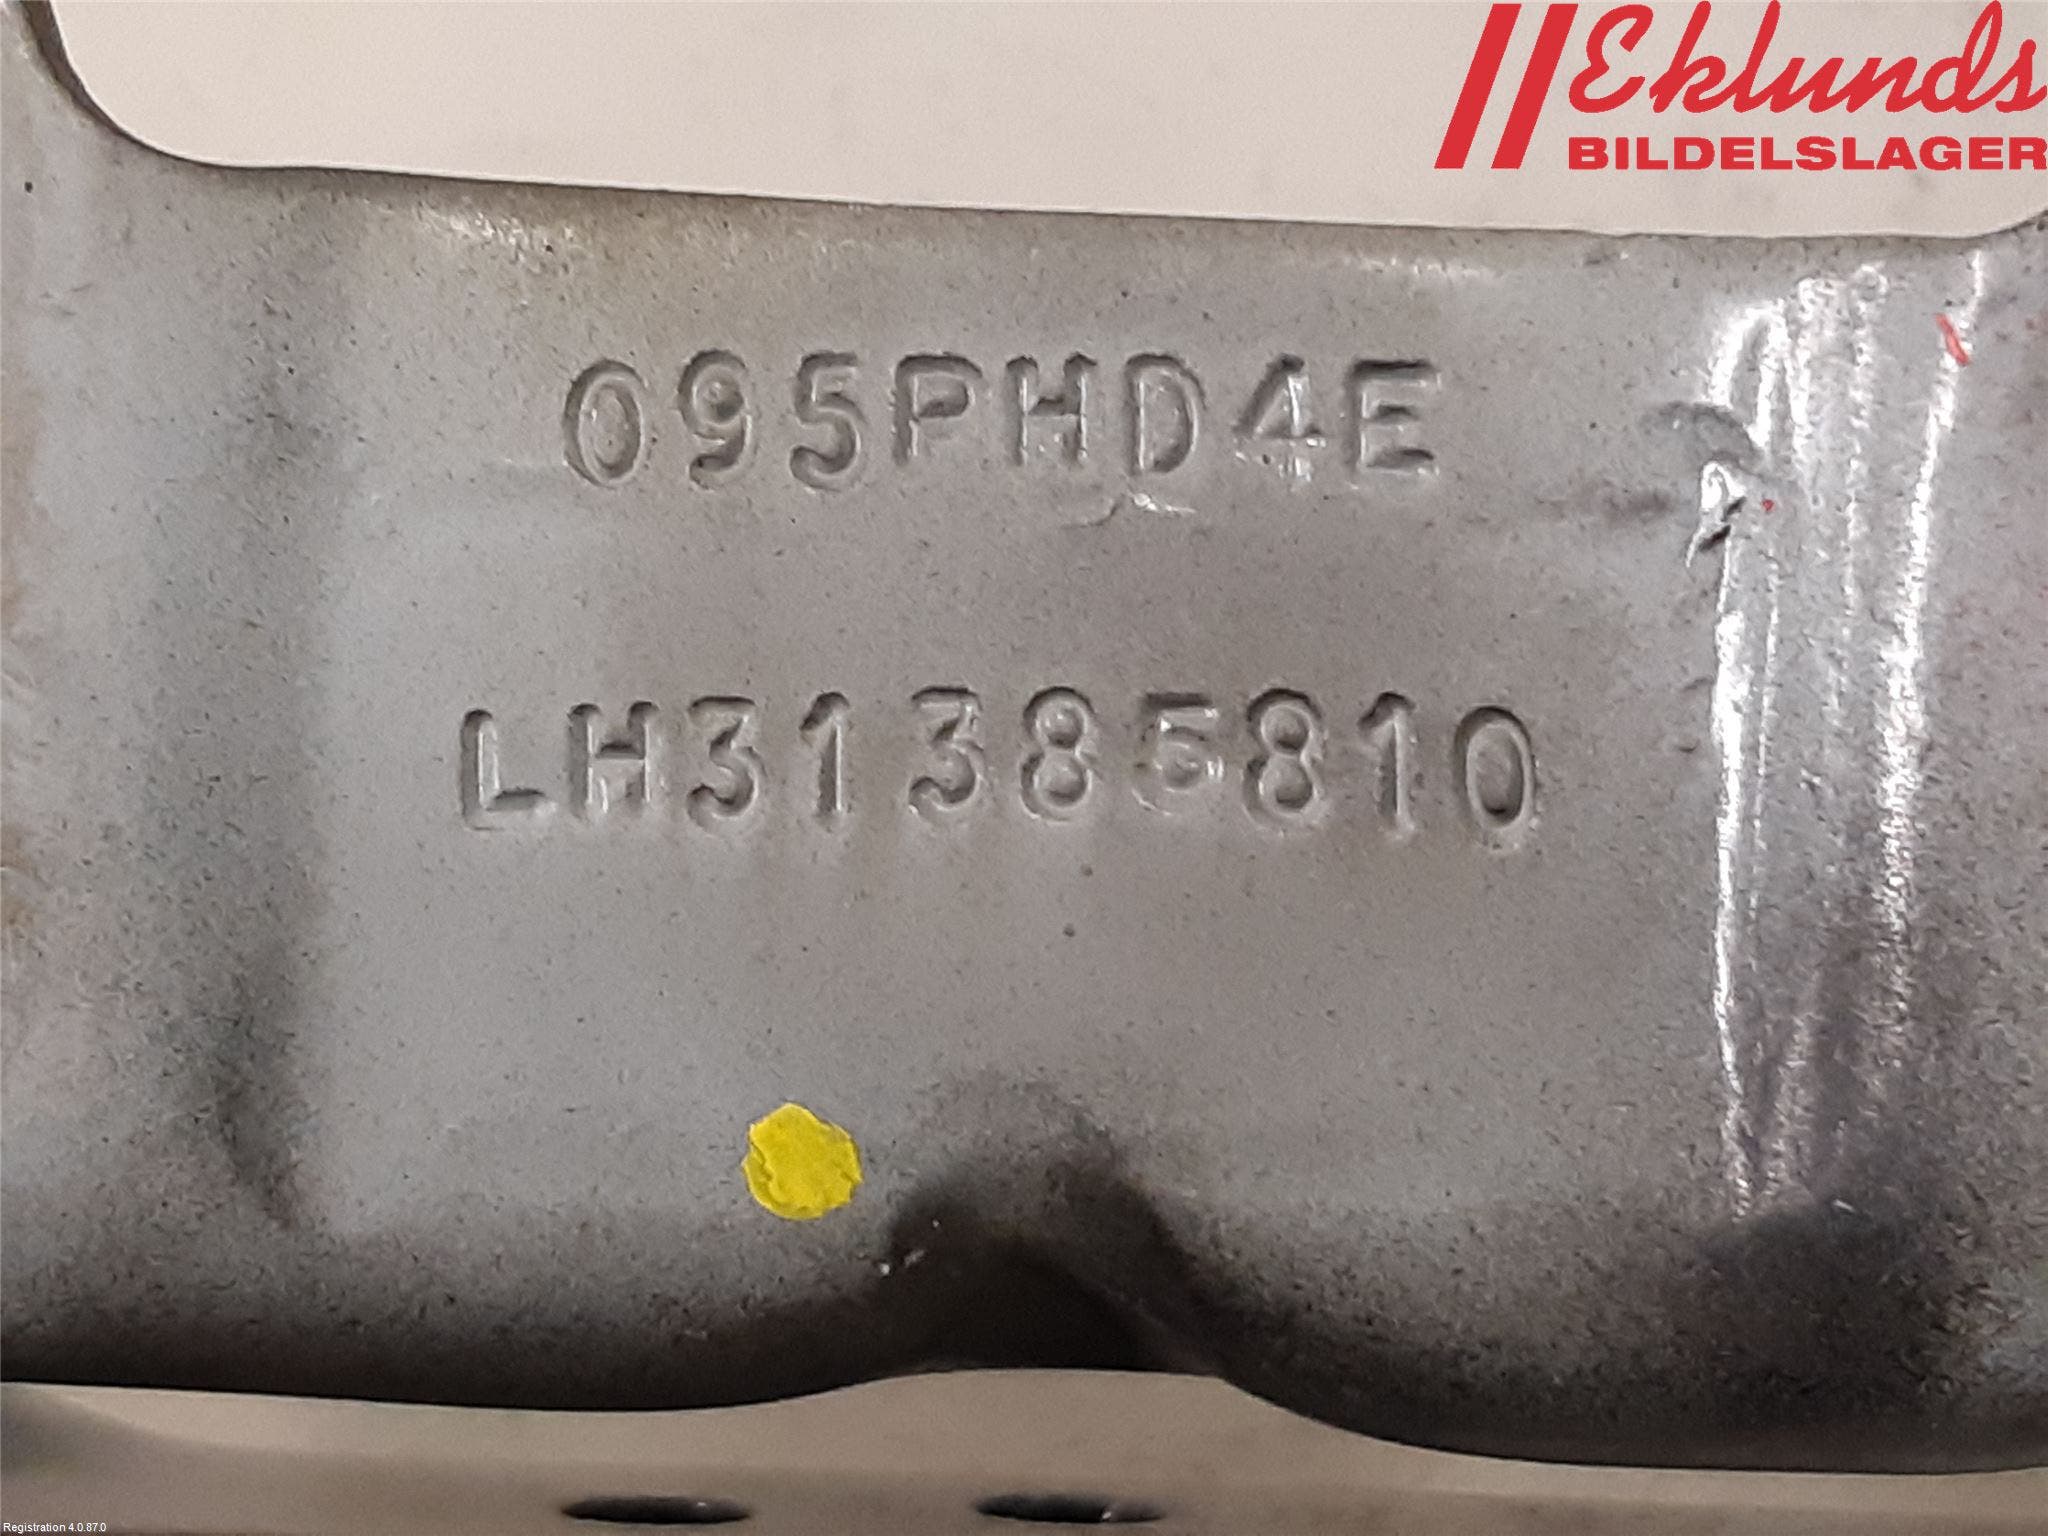 Eklunds
BILDELSLAGER
095PHD4E
LH31385810
Registration 4.0.87.0